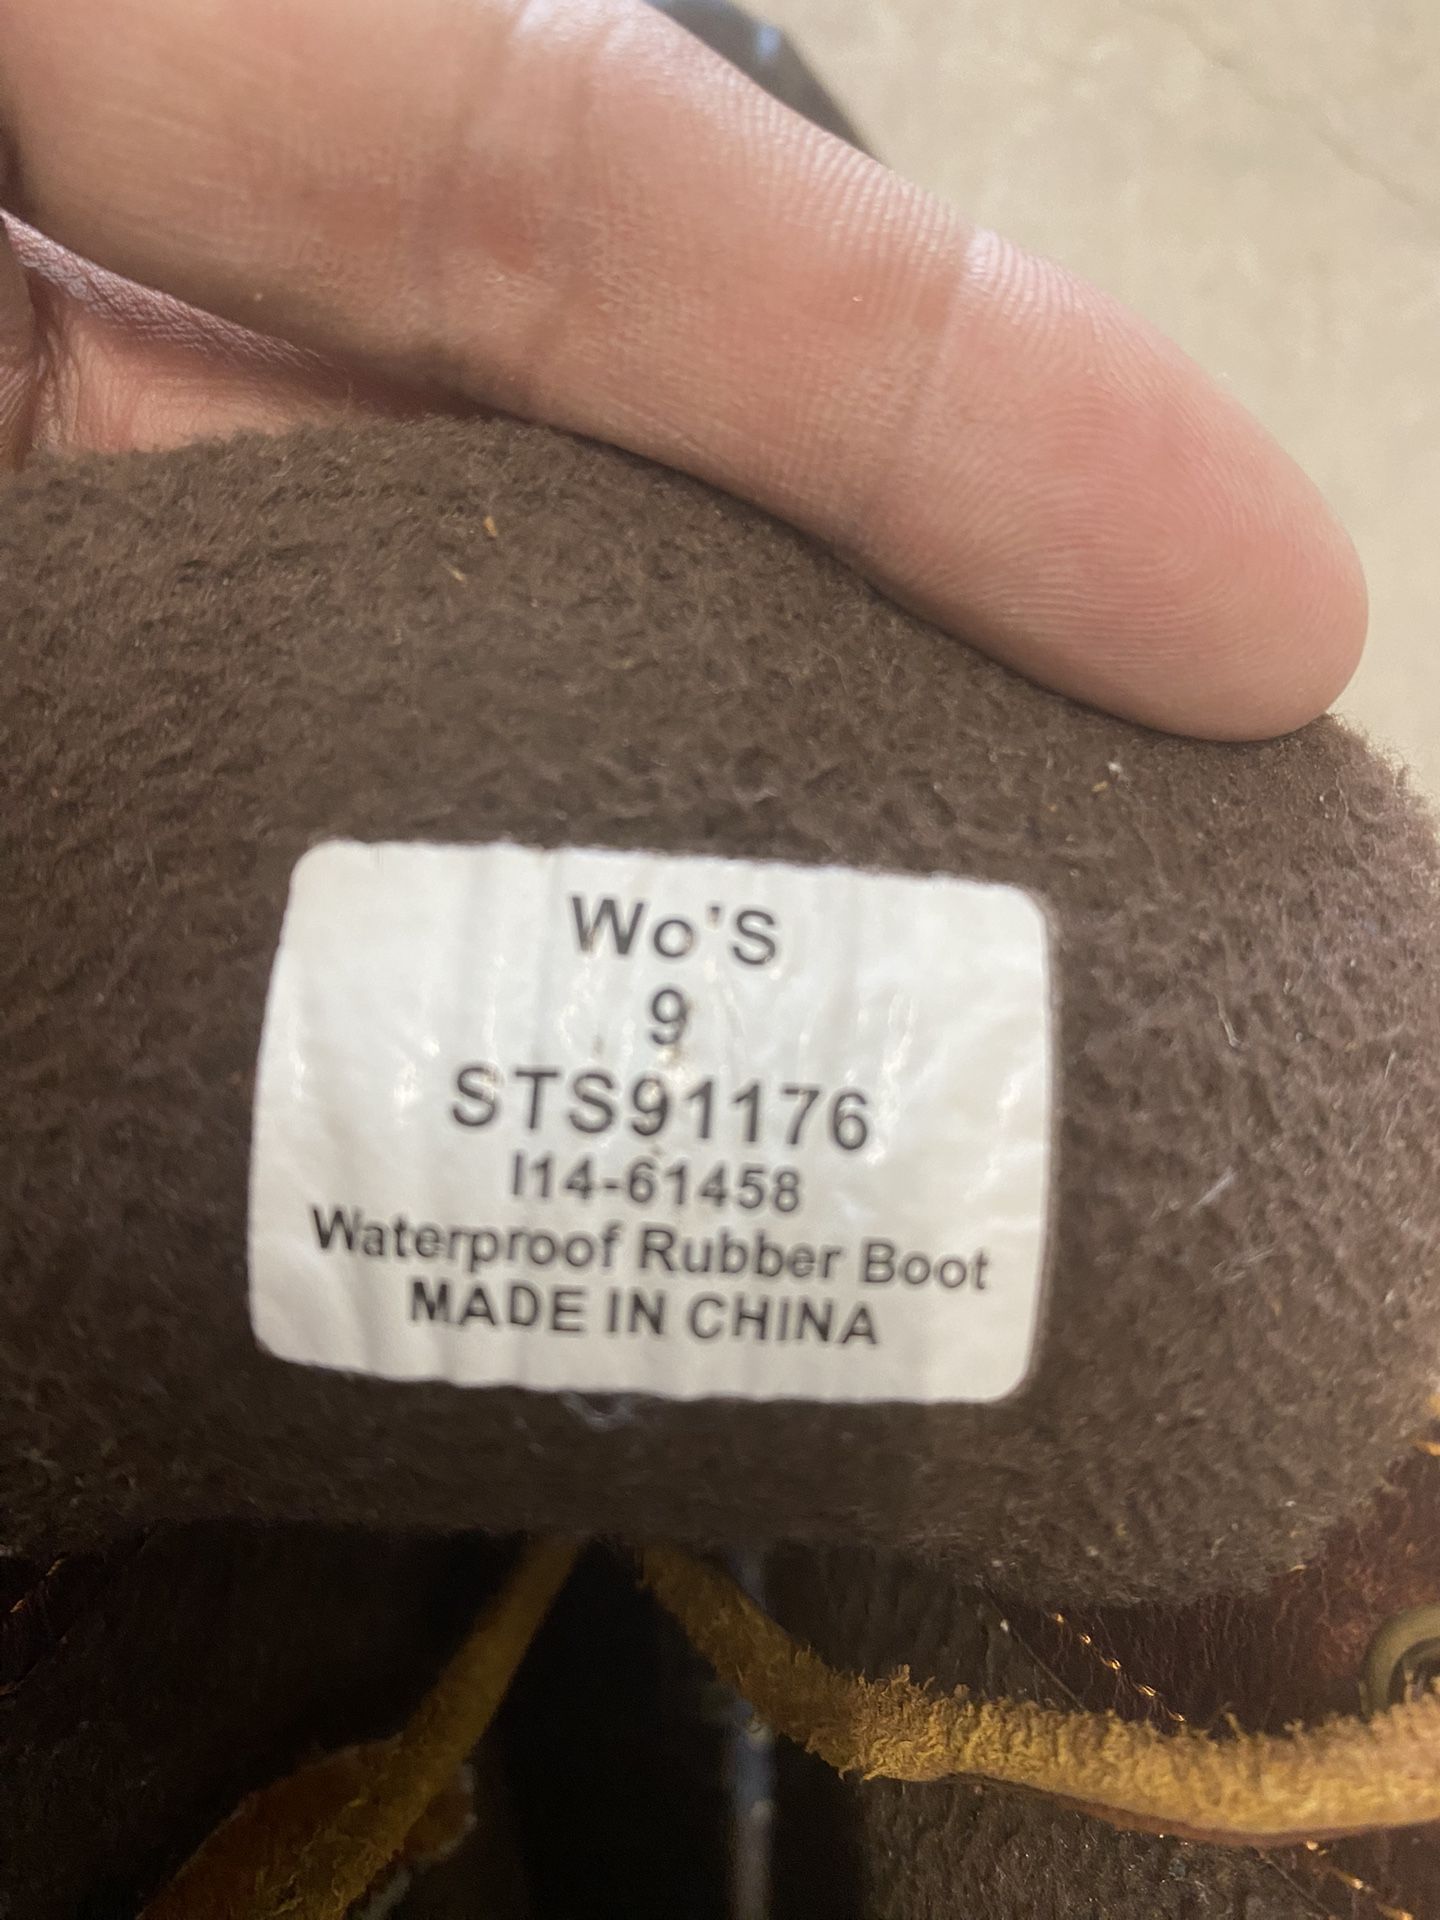 Wo'S
9
STS91176
I14-61458
Waterproof Rubber Boot
MADE IN CHINA